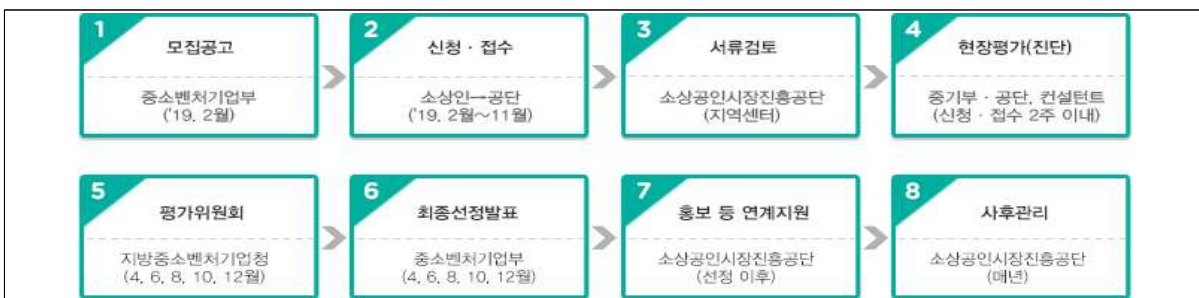 1
모집공고
중소벤처기업부
('19. 2월)
2
신청 · 접수
소상인→공단
('19. 2월~11월)
3
서류검토
소상공인시장진흥공단
(지역센터)
4
현장평가(진단)
중기부 · 공단, 컨설턴트
(신청 · 접수 2주 이내)
5
평가위원회
지방중소벤처기업청
(4, 6, 8, 10, 12월)
6
최종선정발표
중소벤처기업부
(4, 6, 8, 10, 12월)
7
홍보 등 연계지원
소상공인시장진흥공단
(선정 이후)
8
사후관리
소상공인시장진흥공단
(매년)